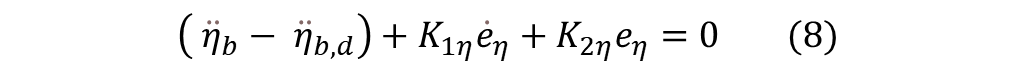 ( η̈_b − η̈_{b,d} ) + K_{1η} ė_η + K_{2η} e_η = 0 (8)